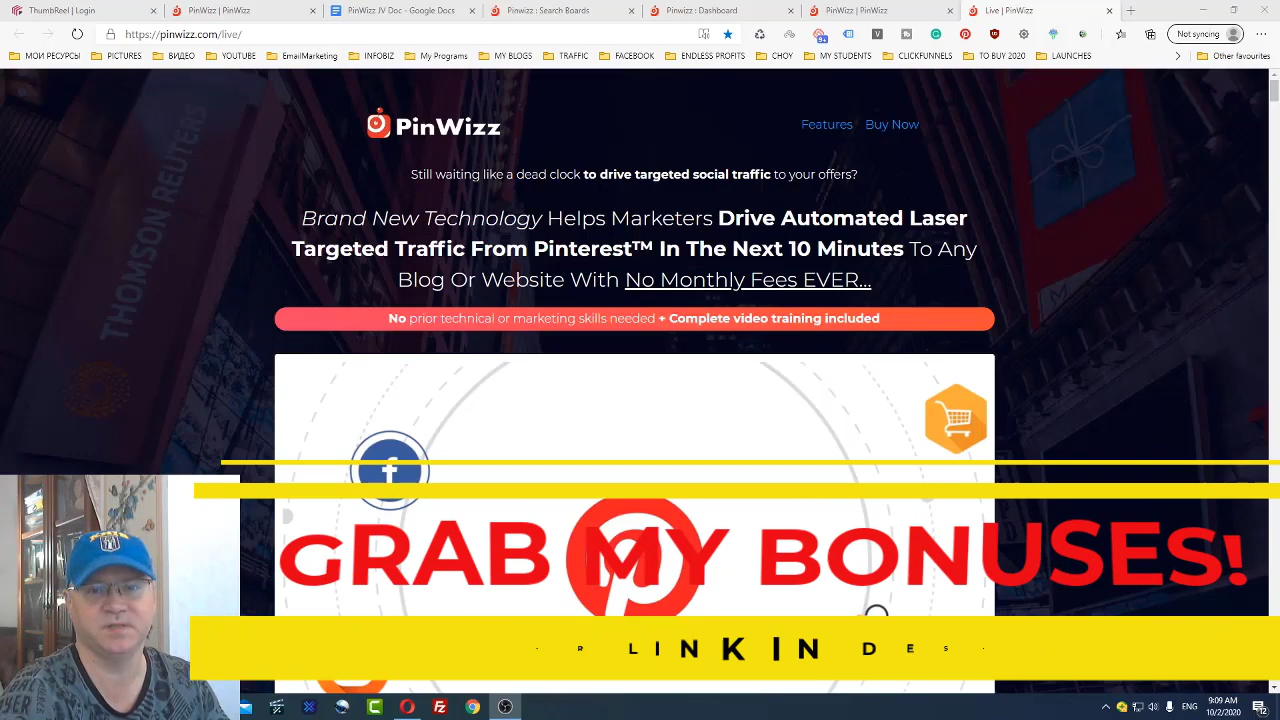 ThumbReel | Login
PinWizz | PinWizz
PinWizz JV Doc - Google Docs
Pinwizz : Search Boards
Pinwizz : Dashboard
PinWizz | PinWizz
Live | PinWizz
https://pinwizz.com/live/
9+
Not syncing
МОИ РЕСУРСЫ
PICTURES
ВИДЕО
YOUTUBE
EmailMarketing
INFOBIZ
My Programs
MY BLOGS
TRAFFIC
FACEBOOK
ENDLESS PROFITS
CHOY
MY STUDENTS
CLICKFUNNELS
TO BUY 2020
LAUNCHES
Other favorites
PinWizz
Features Buy Now
Still waiting like a dead clock to drive targeted social traffic to your offers?
Brand New Technology Helps Marketers Drive Automated Laser
Targeted Traffic From Pinterest™ In The Next 10 Minutes To Any
Blog Or Website With No Monthly Fees EVER...
No prior technical or marketing skills needed + Complete video training included
THOMSON REUTERS
GRAB MY BONUSES!
R LINK IN DES
ENG
9:09 AM
10/2/2020
12